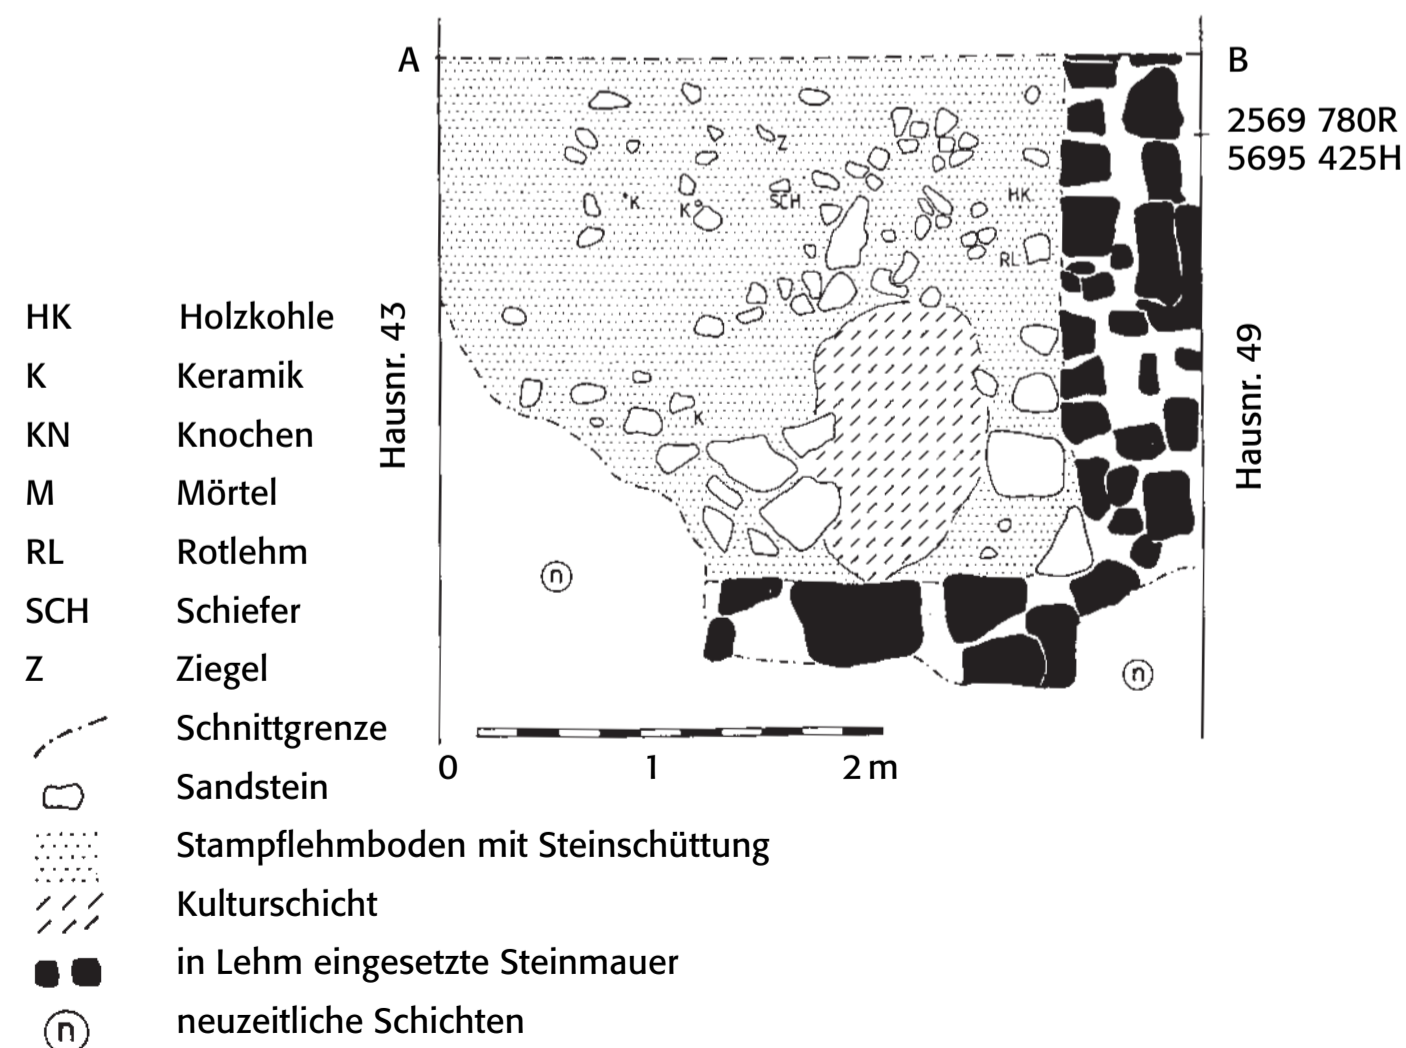 A
B
2569 780R
5695 425H
Z
K
K
SCH
HK
RL
K
Hausnr. 43
Hausnr. 49
n
n
0 1 2 m
HK Holzkohle
K Keramik
KN Knochen
M Mörtel
RL Rotlehm
SCH Schiefer
Z Ziegel
Schnittgrenze
Sandstein
Stampflehmboden mit Steinschüttung
Kulturschicht
in Lehm eingesetzte Steinmauer
n neuzeitliche Schichten